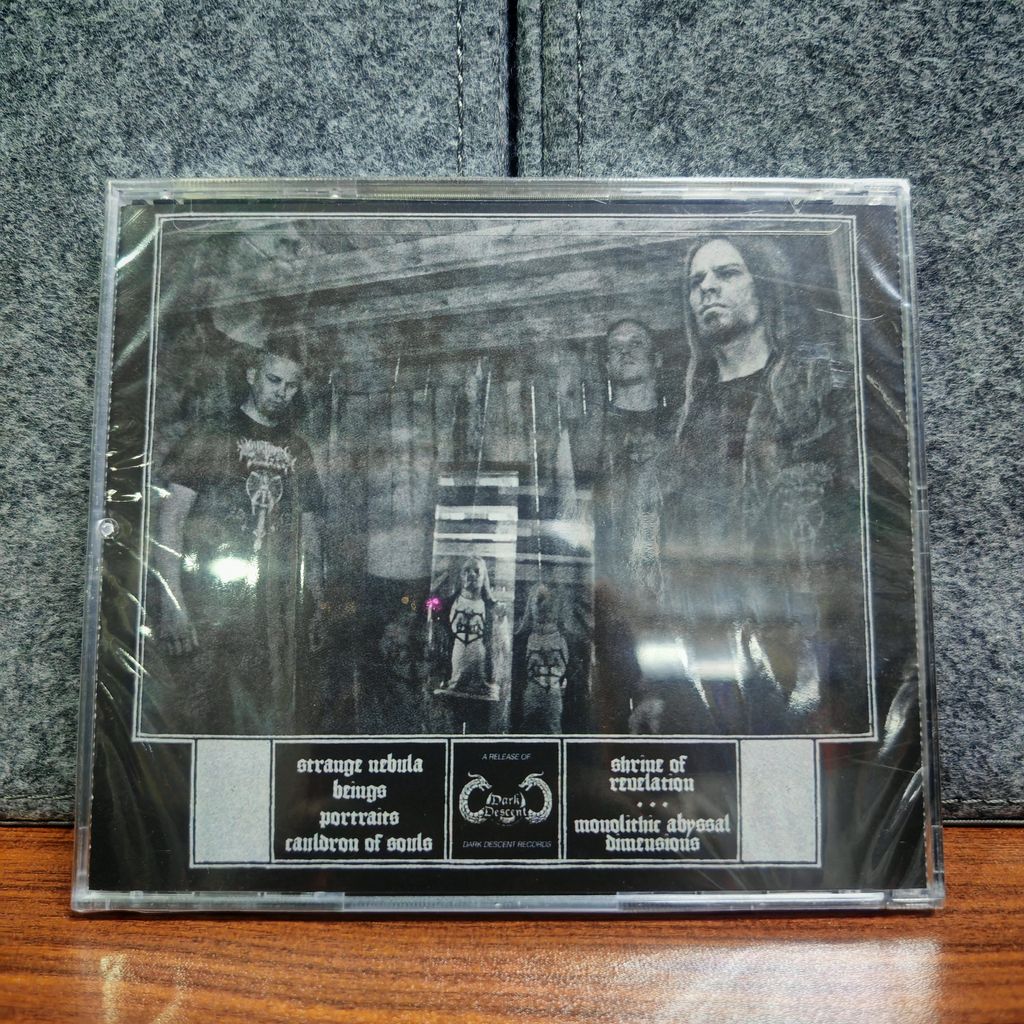 strange nebula
beings
portraits
cauldron of souls
A RELEASE OF
Dark
Descent
DARK DESCENT RECORDS
shrine of
revelation
• • •
monolithic abyssal
dimensions